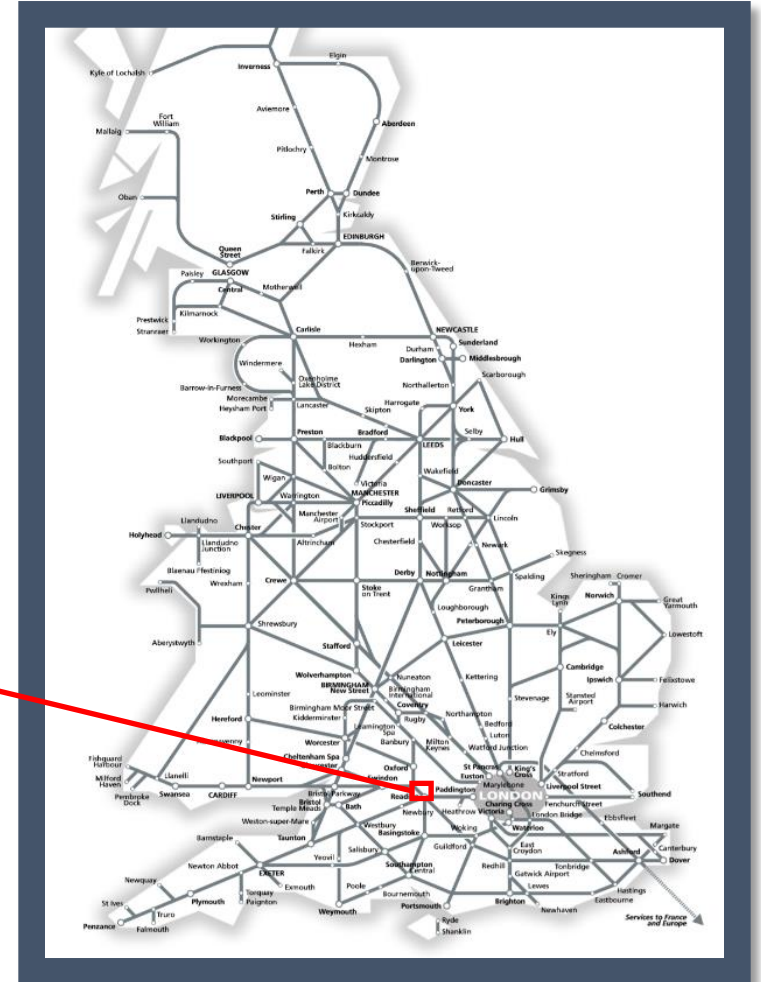 Elgin
Inverness
Kyle of Lochalsh
Aviemore
Fort
William
Mallaig
Aberdeen
Pitlochry
Montrose
Perth
Dundee
Oban
Stirling
Kirkcaldy
EDINBURGH
Queen
Street
Falkirk
Berwick-
upon-Tweed
Paisley
GLASGOW
Central
Motherwell
Prestwick
Kilmarnock
Stranraer
Carlisle
NEWCASTLE
Workington
Hexham
Durham
Sunderland
Darlington
Middlesbrough
Windermere
Scarborough
Oxenholme
Lake District
Barrow-in-Furness
Northallerton
Morecambe
Lancaster
Harrogate
Heysham Port
Skipton
York
Blackpool
Preston
Bradford
LEEDS
Selby
Hull
Blackburn
Huddersfield
Southport
Bolton
Wakefield
Wigan
Victoria
Doncaster
LIVERPOOL
Warrington
MANCHESTER
Piccadilly
Grimsby
Manchester
Airport
Sheffield
Retford
Lincoln
Llandudno
Chester
Stockport
Worksop
Holyhead
Llandudno
Junction
Altrincham
Chesterfield
Newark
Skegness
Blaenau Ffestiniog
Derby
Nottingham
Sheringham
Cromer
Pwllheli
Wrexham
Crewe
Stoke
on Trent
Grantham
Spalding
Kings
Lynn
Norwich
Great
Yarmouth
Loughborough
Shrewsbury
Peterborough
Aberystwyth
Ely
Lowestoft
Stafford
Leicester
Wolverhampton
Cambridge
BIRMINGHAM
New Street
Nuneaton
Kettering
Birmingham
International
Ipswich
Felixstowe
Leominster
Stevenage
Stansted
Airport
Birmingham Moor Street
Coventry
Harwich
Hereford
Kidderminster
Rugby
Northampton
Leamington
Spa
Bedford
Colchester
Worcester
Banbury
Milton
Keynes
Luton
Watford Junction
Cheltenham Spa
Chelmsford
Fishguard
Harbour
Oxford
St Pancras
King's
Cross
Euston
Stratford
Milford
Haven
Llanelli
Newport
Swindon
Marylebone
Liverpool Street
Pembroke
Dock
Swansea
CARDIFF
Bristol Parkway
Paddington
LONDON
Southend
Bristol
Temple Meads
Bath
Newbury
Heathrow
Victoria
Charing Cross
Fenchurch Street
Weston-super-Mare
London Bridge
Ebbsfleet
Westbury
Basingstoke
Woking
Waterloo
Margate
Barnstaple
Taunton
Salisbury
Guildford
East
Croydon
Canterbury
Yeovil
Ashford
Dover
Newton Abbot
Southampton
Central
Redhill
Tonbridge
EXETER
Gatwick Airport
Newquay
Exmouth
Poole
Lewes
Hastings
Torquay
Bournemouth
Eastbourne
St Ives
Plymouth
Paignton
Portsmouth
Brighton
Newhaven
Truro
Weymouth
Penzance
Falmouth
Ryde
Shanklin
Services to France
and Europe